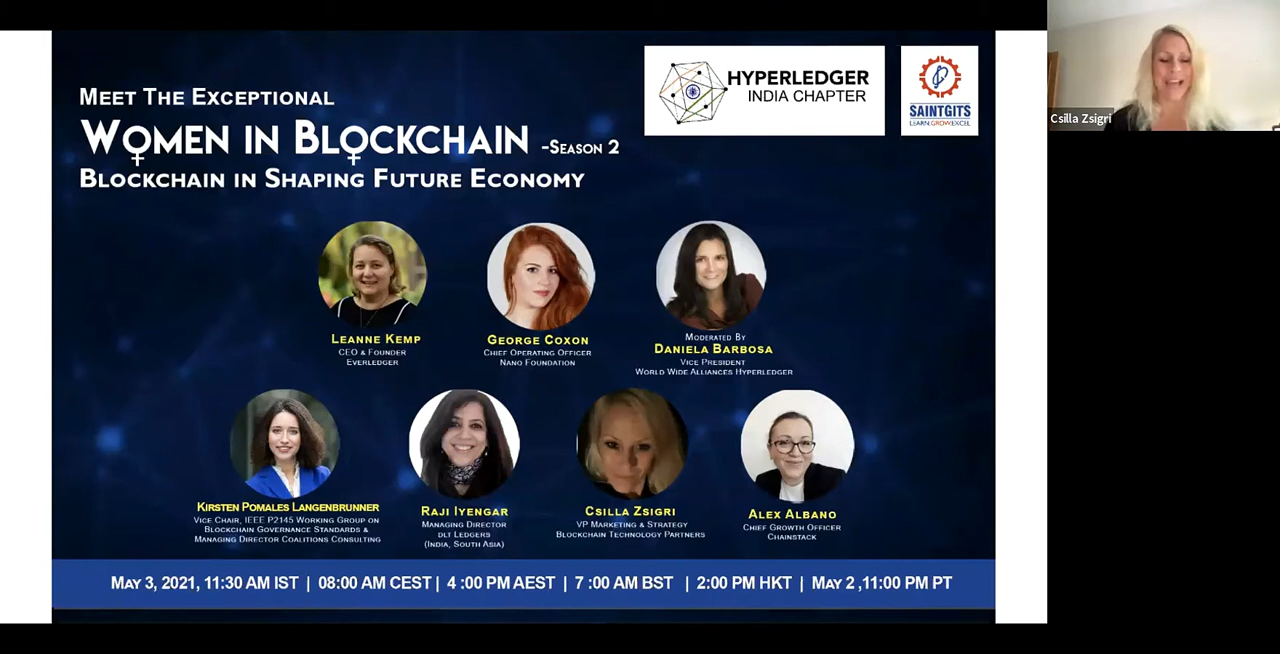 MEET THE EXCEPTIONAL
WOMEN IN BLOCKCHAIN -SEASON 2
BLOCKCHAIN IN SHAPING FUTURE ECONOMY
HYPERLEDGER
INDIA CHAPTER
SAINTGITS
LEARN.GROW.EXCEL
Csilla Zsigri
LEANNE KEMP
CEO & FOUNDER
EVERLEDGER
GEORGE COXON
CHIEF OPERATING OFFICER
NANO FOUNDATION
MODERATED BY
DANIELA BARBOSA
VICE PRESIDENT
WORLD WIDE ALLIANCES HYPERLEDGER
KIRSTEN POMALES LANGENBRUNNER
VICE CHAIR, IEEE P2145 WORKING GROUP ON
BLOCKCHAIN GOVERNANCE STANDARDS &
MANAGING DIRECTOR COALITIONS CONSULTING
RAJI IYENGAR
MANAGING DIRECTOR
DLT LEDGERS
(INDIA, SOUTH ASIA)
CSILLA ZSIGRI
VP MARKETING & STRATEGY
BLOCKCHAIN TECHNOLOGY PARTNERS
ALEX ALBANO
CHIEF GROWTH OFFICER
CHAINSTACK
MAY 3, 2021, 11:30 AM IST | 08:00 AM CEST | 4 :00 PM AEST | 7 :00 AM BST | 2:00 PM HKT | MAY 2 ,11:00 PM PT